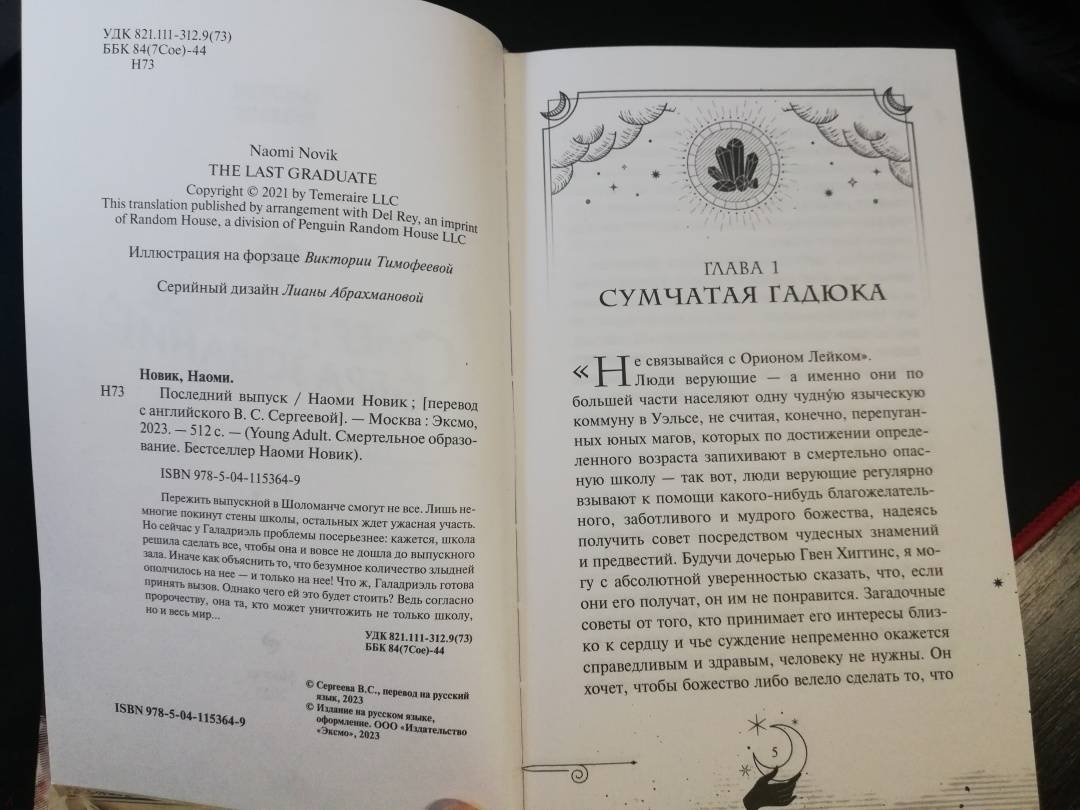 УДК 821.111-312.9(73)
ББК 84(7Сое)-44
Н73
Naomi Novik
THE LAST GRADUATE
Copyright © 2021 by Temeraire LLC
This translation published by arrangement with Del Rey, an imprint
of Random House, a division of Penguin Random House LLC
Иллюстрация на форзаце Виктории Тимофеевой
Серийный дизайн Лианы Абрахмановой
Новик, Наоми.
Н73 Последний выпуск / Наоми Новик ; [перевод
с английского В. С. Сергеевой]. — Москва : Эксмо,
2023. — 512 с. — (Young Adult. Смертельное образо-
вание. Бестселлер Наоми Новик).
ISBN 978-5-04-115364-9
Пережить выпускной в Шоломанче смогут не все. Лишь не-
многие покинут стены школы, остальных ждет ужасная участь.
Но сейчас у Галадриэль проблемы посерьезнее: кажется, школа
решила сделать все, чтобы она и вовсе не дошла до выпускного
зала. Иначе как объяснить то, что безумное количество злыдней
ополчилось на нее — и только на нее! Что ж, Галадриэль готова
принять вызов. Однако чего ей это будет стоить? Ведь согласно
пророчеству, она та, кто может уничтожить не только школу,
но и весь мир...
УДК 821.111-312.9(73)
ББК 84(7Сое)-44
© Сергеева В.С., перевод на русский
язык, 2023
© Издание на русском языке,
оформление. ООО «Издательство
«Эксмо», 2023
ISBN 978-5-04-115364-9
ГЛАВА 1
СУМЧАТАЯ ГАДЮКА
«Не связывайся с Орионом Лейком».
Люди верующие — а именно они по
большей части населяют одну чуднýю языческую
коммуну в Уэльсе, не считая, конечно, перепуган-
ных юных магов, которых по достижении опреде-
ленного возраста запихивают в смертельно опас-
ную школу — так вот, люди верующие регулярно
взывают к помощи какого-нибудь благожелатель-
ного, заботливого и мудрого божества, надеясь
получить совет посредством чудесных знамений
и предвестий. Будучи дочерью Гвен Хиггинс, я мо-
гу с абсолютной уверенностью сказать, что, если
они его получат, он им не понравится. Загадочные
советы от того, кто принимает его интересы близ-
ко к сердцу и чье суждение непременно окажется
справедливым и здравым, человеку не нужны. Он
хочет, чтобы божество либо велело сделать то, что
5